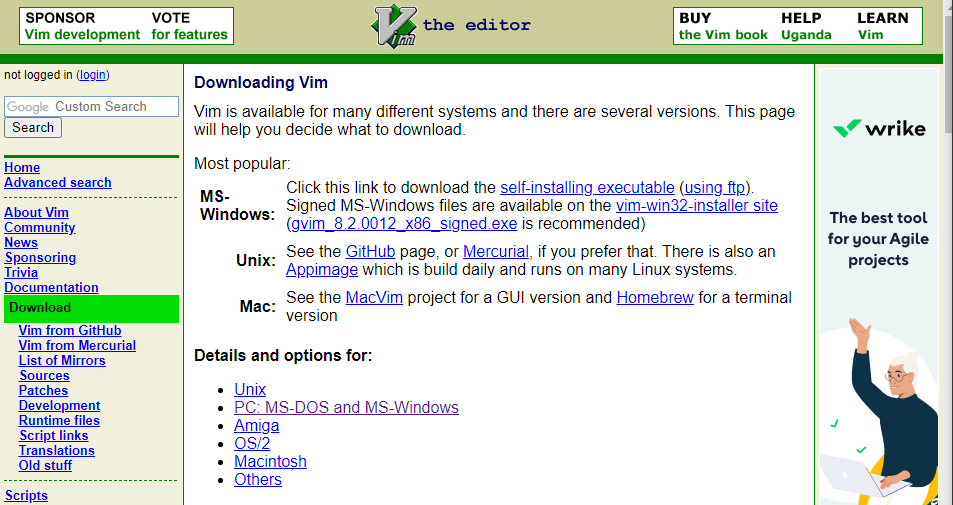 SPONSOR VOTE
Vim development for features
Vim the editor
BUY HELP LEARN
the Vim book Uganda Vim
not logged in (login)
Google Custom Search
Search
Home
Advanced search
About Vim
Community
News
Sponsoring
Trivia
Documentation
Download
Vim from GitHub
Vim from Mercurial
List of Mirrors
Sources
Patches
Development
Runtime files
Script links
Translations
Old stuff
Scripts
Downloading Vim
Vim is available for many different systems and there are several versions. This page
will help you decide what to download.
Most popular:
MS-
Windows:
Click this link to download the self-installing executable (using ftp).
Signed MS-Windows files are available on the vim-win32-installer site
(gvim_8.2.0012_x86_signed.exe is recommended)
Unix:
See the GitHub page, or Mercurial, if you prefer that. There is also an
Appimage which is build daily and runs on many Linux systems.
Mac:
See the MacVim project for a GUI version and Homebrew for a terminal
version
Details and options for:
Unix
PC: MS-DOS and MS-Windows
Amiga
OS/2
Macintosh
Others
wrike
The best tool
for your Agile
projects